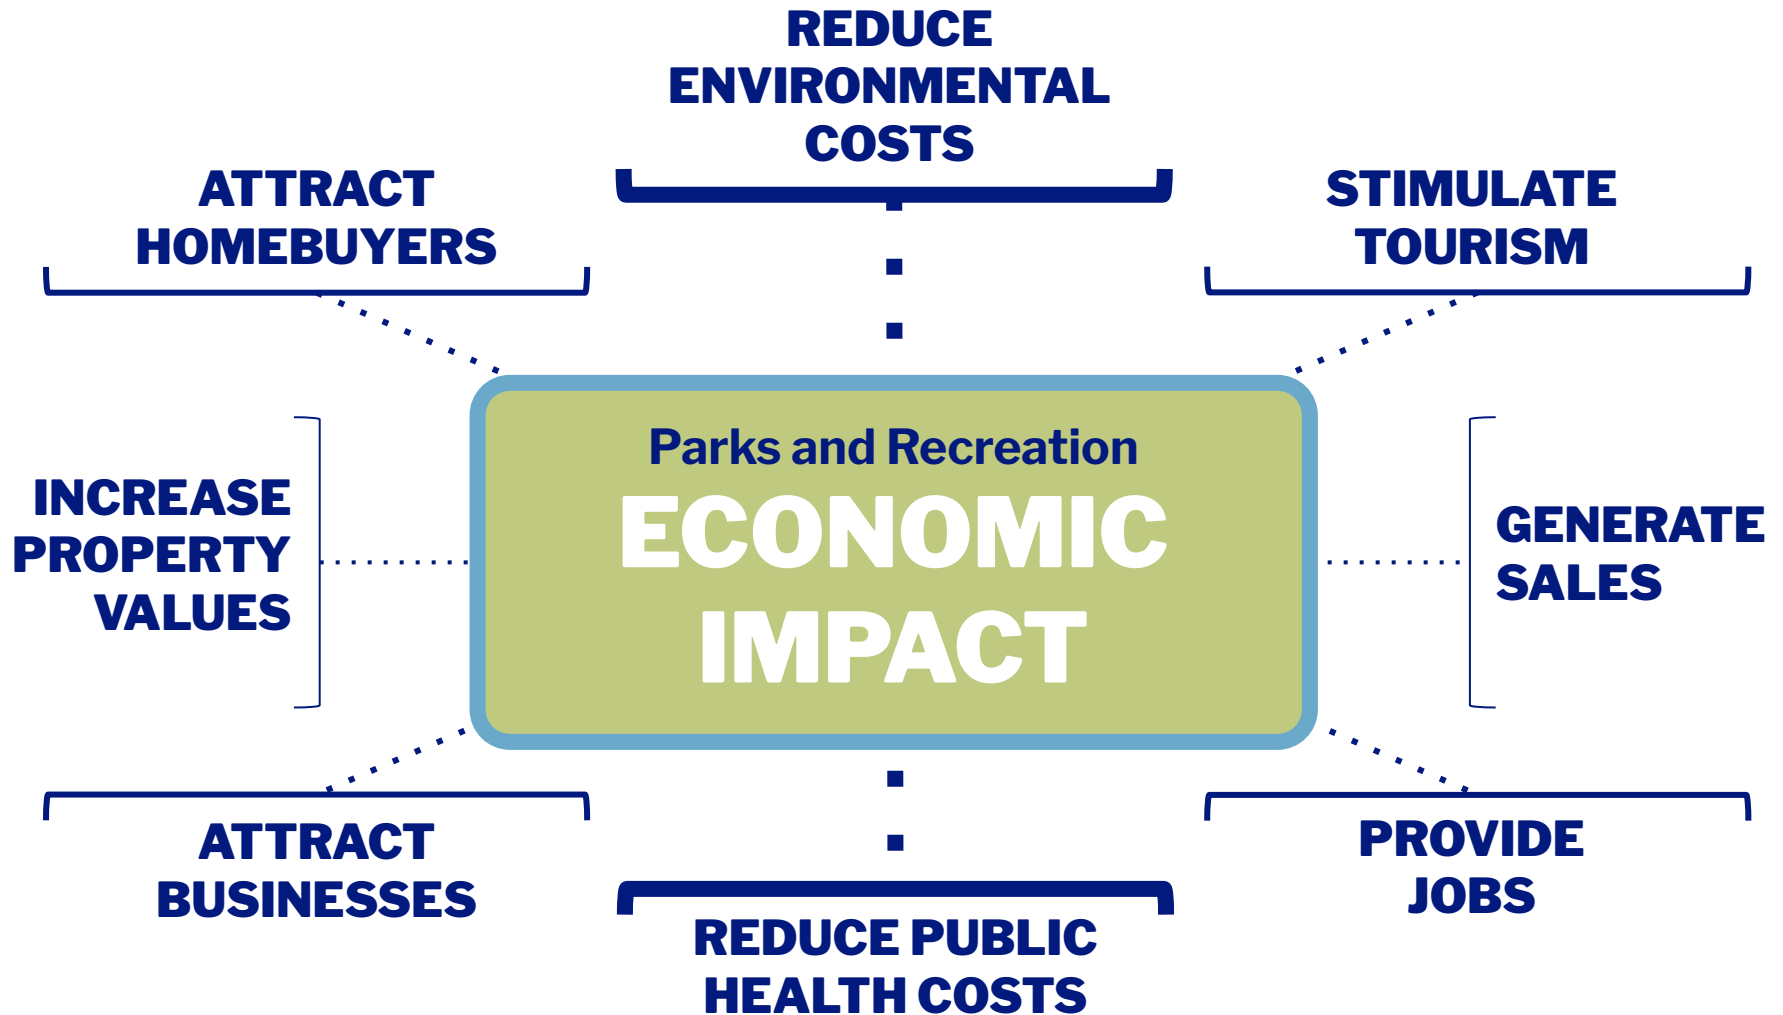 REDUCE
ENVIRONMENTAL
COSTS
ATTRACT
HOMEBUYERS
STIMULATE
TOURISM
Parks and Recreation
ECONOMIC
IMPACT
INCREASE
PROPERTY
VALUES
GENERATE
SALES
ATTRACT
BUSINESSES
PROVIDE
JOBS
REDUCE PUBLIC
HEALTH COSTS